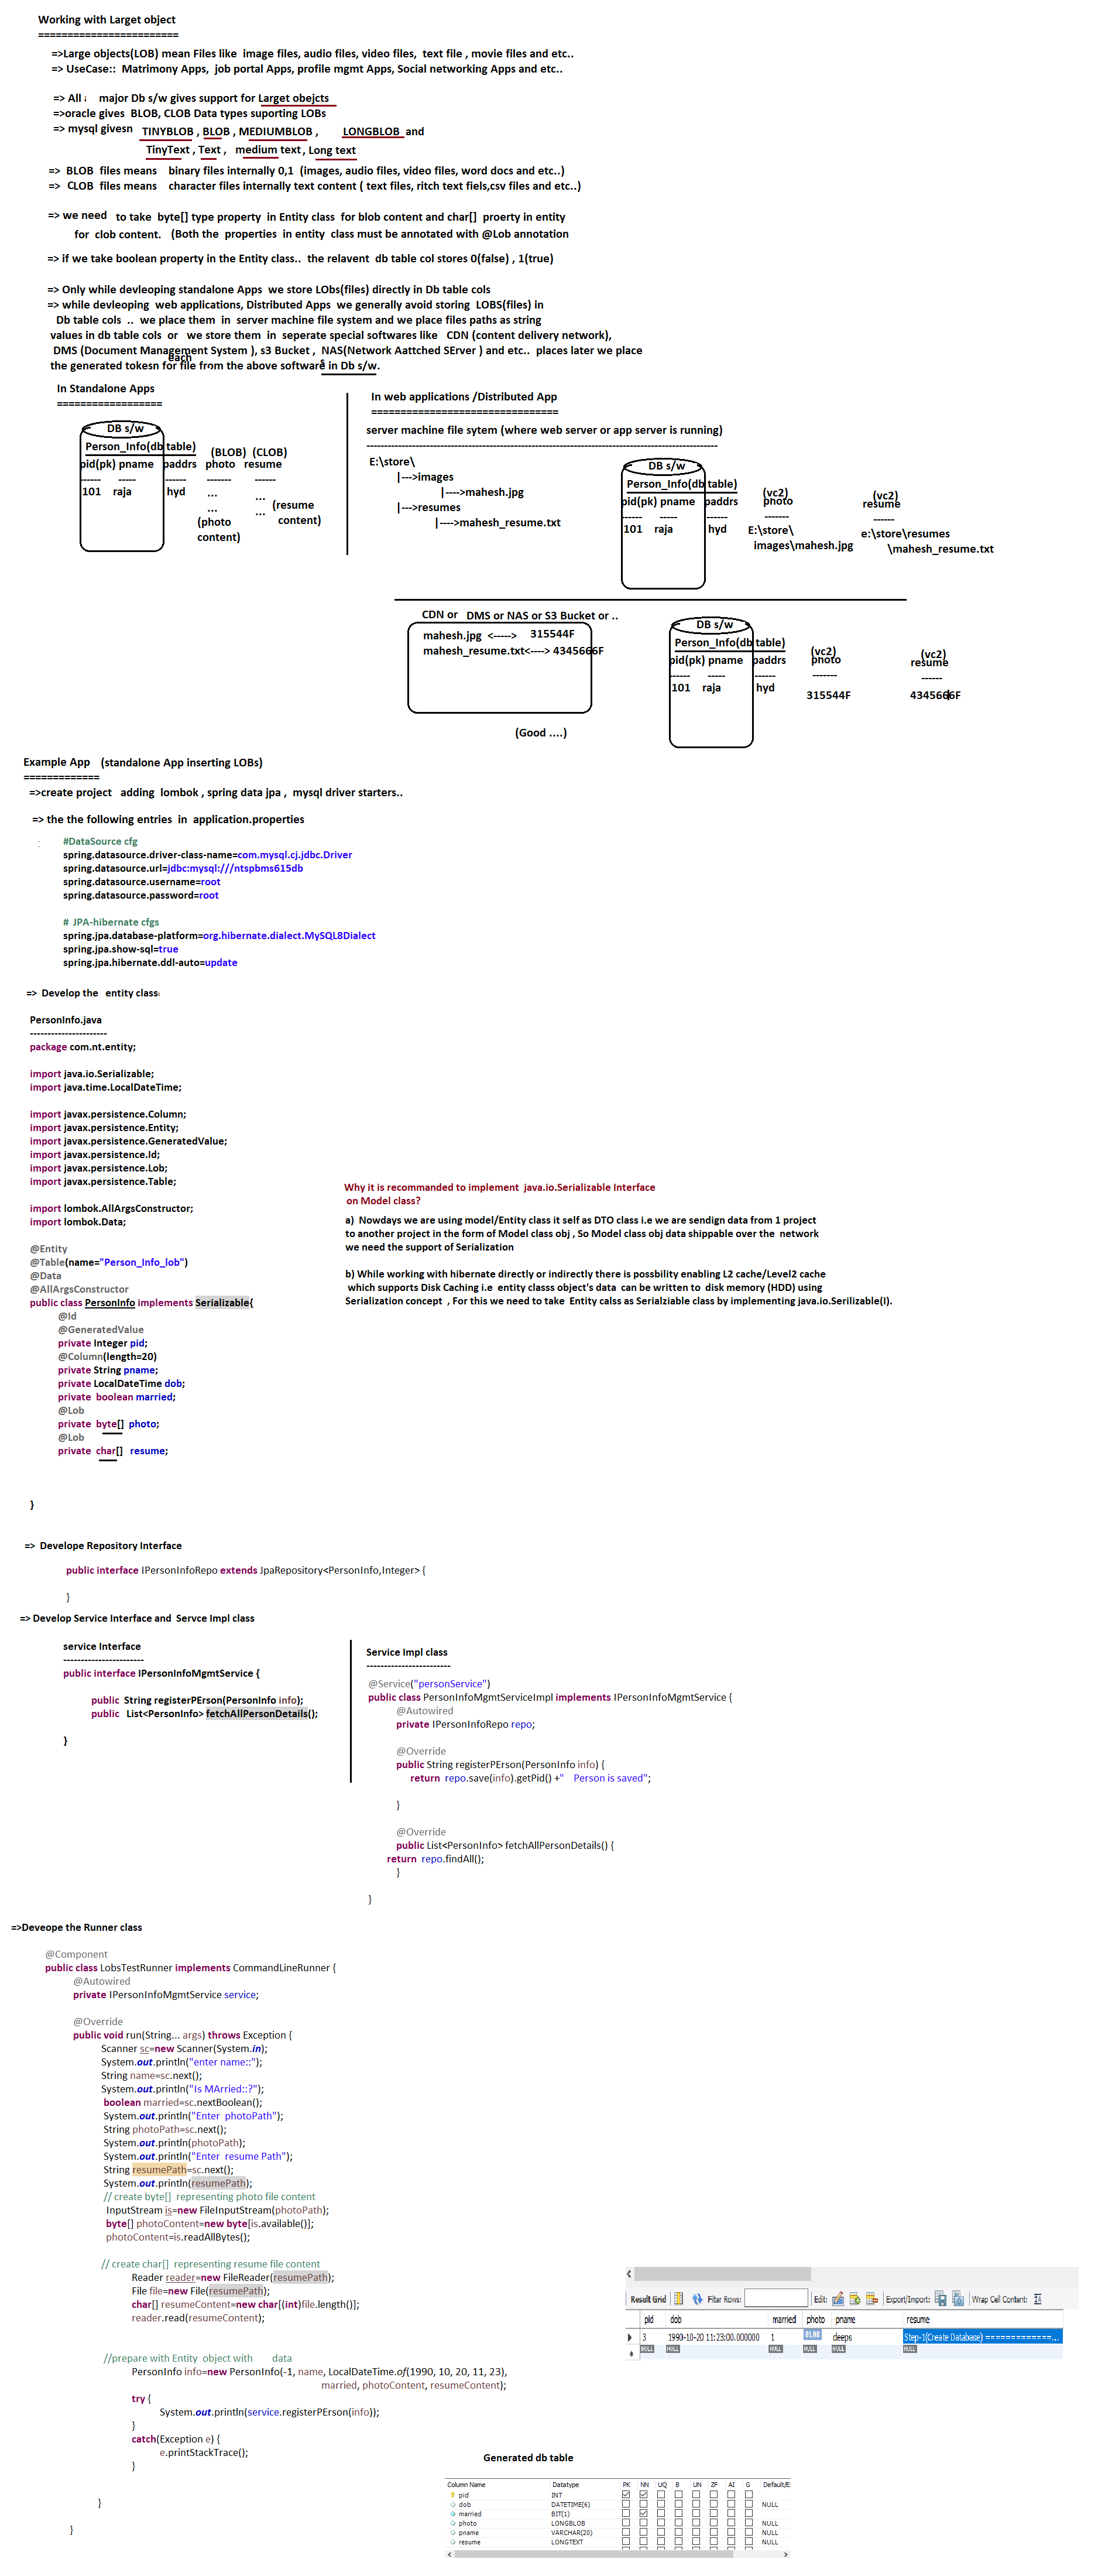 Working with Larget object
========================
=>Large objects(LOB) mean Files like image files, audio files, video files, text file , movie files and etc..
=> UseCase:: Matrimony Apps, job portal Apps, profile mgmt Apps, Social networking Apps and etc..
=> All major Db s/w gives support for Larget obejcts
=>oracle gives BLOB, CLOB Data types suporting LOBs
=> mysql givesn TINYBLOB , BLOB , MEDIUMBLOB , LONGBLOB and
TinyText , Text , medium text , Long text
=> BLOB files means binary files internally 0,1 (images, audio files, video files, word docs and etc..)
=> CLOB files means character files internally text content ( text files, ritch text fiels,csv files and etc..)
=> we need to take byte[] type property in Entity class for blob content and char[] proerty in entity
for clob content. (Both the properties in entity class must be annotated with @Lob annotation
=> if we take boolean property in the Entity class.. the relavent db table col stores 0(false) , 1(true)
=> Only while devleoping standalone Apps we store LObs(files) directly in Db table cols
=> while devleoping web applications, Distributed Apps we generally avoid storing LOBS(files) in
Db table cols .. we place them in server machine file system and we place files paths as string
values in db table cols or we store them in seperate special softwares like CDN (content delivery network),
DMS (Document Management System ), s3 Bucket , NAS(Network Aattched SErver ) and etc.. places later we place
each
the generated tokesn for file from the above softwares in Db s/w.
In Standalone Apps
==================
DB s/w
Person_Info(db table)
(BLOB) (CLOB)
pid(pk) pname paddrs photo resume
------ ----- ------ ------- ------
101 raja hyd ... ...
... ...
(photo content)
(resume content)
In web applications /Distributed App
================================
server machine file sytem (where web server or app server is running)
E:\store\
|--->images
|---->mahesh.jpg
|--->resumes
|---->mahesh_resume.txt
DB s/w
Person_Info(db table)
(vc2) (vc2)
pid(pk) pname paddrs photo resume
------ ----- ------ ------- ------
101 raja hyd E:\store\ e:\store\resumes
images\mahesh.jpg \mahesh_resume.txt
CDN or DMS or NAS or S3 Bucket or ..
mahesh.jpg <-----> 315544F
mahesh_resume.txt<----> 4345666F
(Good ....)
DB s/w
Person_Info(db table)
(vc2) (vc2)
pid(pk) pname paddrs photo resume
------ ----- ------ ------- ------
101 raja hyd 315544F 4345666F
Example App (standalone App inserting LOBs)
=============
=>create project adding lombok , spring data jpa , mysql driver starters..
=> the the following entries in application.properties
#DataSource cfg
spring.datasource.driver-class-name=com.mysql.cj.jdbc.Driver
spring.datasource.url=jdbc:mysql:///ntspbms615db
spring.datasource.username=root
spring.datasource.password=root
# JPA-hibernate cfgs
spring.jpa.database-platform=org.hibernate.dialect.MySQL8Dialect
spring.jpa.show-sql=true
spring.jpa.hibernate.ddl-auto=update
=> Develop the entity class
PersonInfo.java
----------------------
package com.nt.entity;
import java.io.Serializable;
import java.time.LocalDateTime;
import javax.persistence.Column;
import javax.persistence.Entity;
import javax.persistence.GeneratedValue;
import javax.persistence.Id;
import javax.persistence.Lob;
import javax.persistence.Table;
import lombok.AllArgsConstructor;
import lombok.Data;
@Entity
@Table(name="Person_Info_lob")
@Data
@AllArgsConstructor
public class PersonInfo implements Serializable{
@Id
@GeneratedValue
private Integer pid;
@Column(length=20)
private String pname;
private LocalDateTime dob;
private boolean married;
@Lob
private byte[] photo;
@Lob
private char[] resume;
}
Why it is recommanded to implement java.io.Serializable Interface
on Model class?
a) Nowdays we are using model/Entity class it self as DTO class i.e we are sendign data from 1 project
to another project in the form of Model class obj , So Model class obj data shippable over the network
we need the support of Serialization
b) While working with hibernate directly or indirectly there is possbility enabling L2 cache/Level2 cache
which supports Disk Caching i.e entity classs object's data can be written to disk memory (HDD) using
Serialization concept , For this we need to take Entity calss as Serialziable class by implementing java.io.Serilizable(I).
=> Develope Repository Interface
public interface IPersonInfoRepo extends JpaRepository<PersonInfo,Integer> {
}
=> Develop Service Interface and Servce Impl class
service Interface
-----------------------
public interface IPersonInfoMgmtService {
public String registerPErson(PersonInfo info);
public List<PersonInfo> fetchAllPersonDetails();
}
Service Impl class
------------------------
@Service("personService")
public class PersonInfoMgmtServiceImpl implements IPersonInfoMgmtService {
@Autowired
private IPersonInfoRepo repo;
@Override
public String registerPErson(PersonInfo info) {
return repo.save(info).getPid() +" Person is saved";
}
@Override
public List<PersonInfo> fetchAllPersonDetails() {
return repo.findAll();
}
}
=>Deveope the Runner class
@Component
public class LobsTestRunner implements CommandLineRunner {
@Autowired
private IPersonInfoMgmtService service;
@Override
public void run(String... args) throws Exception {
Scanner sc=new Scanner(System.in);
System.out.println("enter name::");
String name=sc.next();
System.out.println("Is MArried::?");
boolean married=sc.nextBoolean();
System.out.println("Enter photoPath");
String photoPath=sc.next();
System.out.println(photoPath);
System.out.println("Enter resume Path");
String resumePath=sc.next();
System.out.println(resumePath);
// create byte[] representing photo file content
InputStream is=new FileInputStream(photoPath);
byte[] photoContent=new byte[is.available()];
photoContent=is.readAllBytes();
// create char[] representing resume file content
Reader reader=new FileReader(resumePath);
File file=new File(resumePath);
char[] resumeContent=new char[(int)file.length()];
reader.read(resumeContent);
//prepare with Entity object with data
PersonInfo info=new PersonInfo(-1, name, LocalDateTime.of(1990, 10, 20, 11, 23),
married, photoContent, resumeContent);
try {
System.out.println(service.registerPErson(info));
}
catch(Exception e) {
e.printStackTrace();
}
}
}
Result Grid Filter Rows: Edit: Export/Import: Wrap Cell Content: IA
pid dob married photo pname resume
3 1990-10-20 11:23:00.000000 1 BLOB deeps Step-1(Create Database) =============...
NULL NULL NULL NULL NULL NULL
Generated db table
Column Name Datatype PK NN UQ B UN ZF AI G Default/E
pid INT
dob DATETIME(6) NULL
married BIT(1)
photo LONGBLOB NULL
pname VARCHAR(20) NULL
resume LONGTEXT NULL